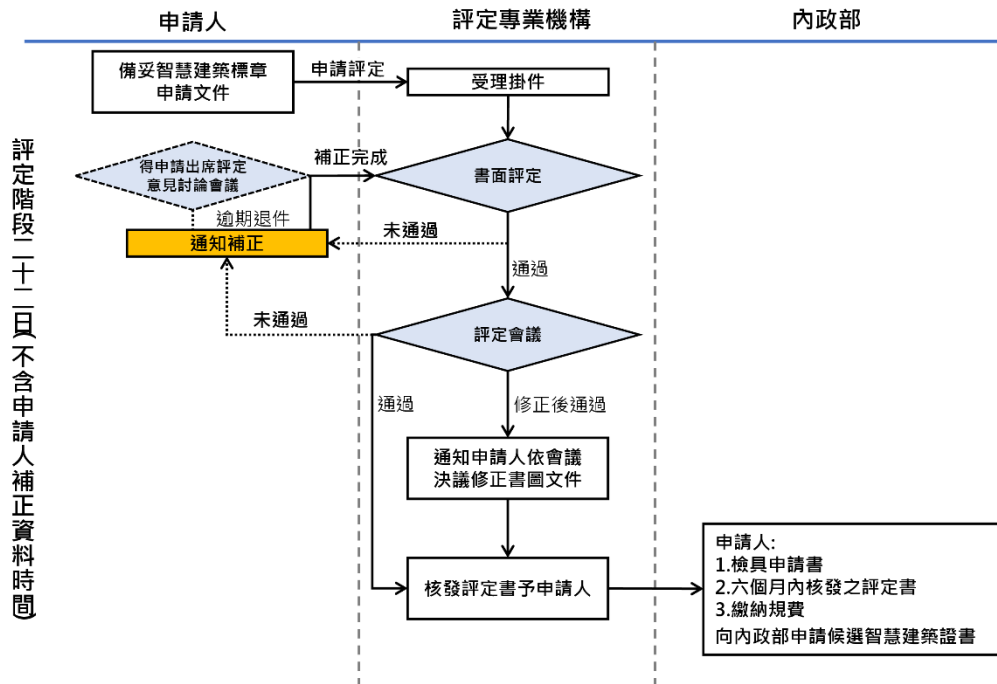 申請人
評定專業機構
內政部
備妥智慧建築標章
申請文件
申請評定
受理掛件
得申請出席評定
意見討論會議
補正完成
書面評定
逾期退件
通知補正
未通過
通過
未通過
評定會議
通過
修正後通過
通知申請人依會議
決議修正書圖文件
核發評定書予申請人
申請人:
1.檢具申請書
2.六個月內核發之評定書
3.繳納規費
向內政部申請候選智慧建築證書
評定階段二十二日(不含申請人補正資料時間)